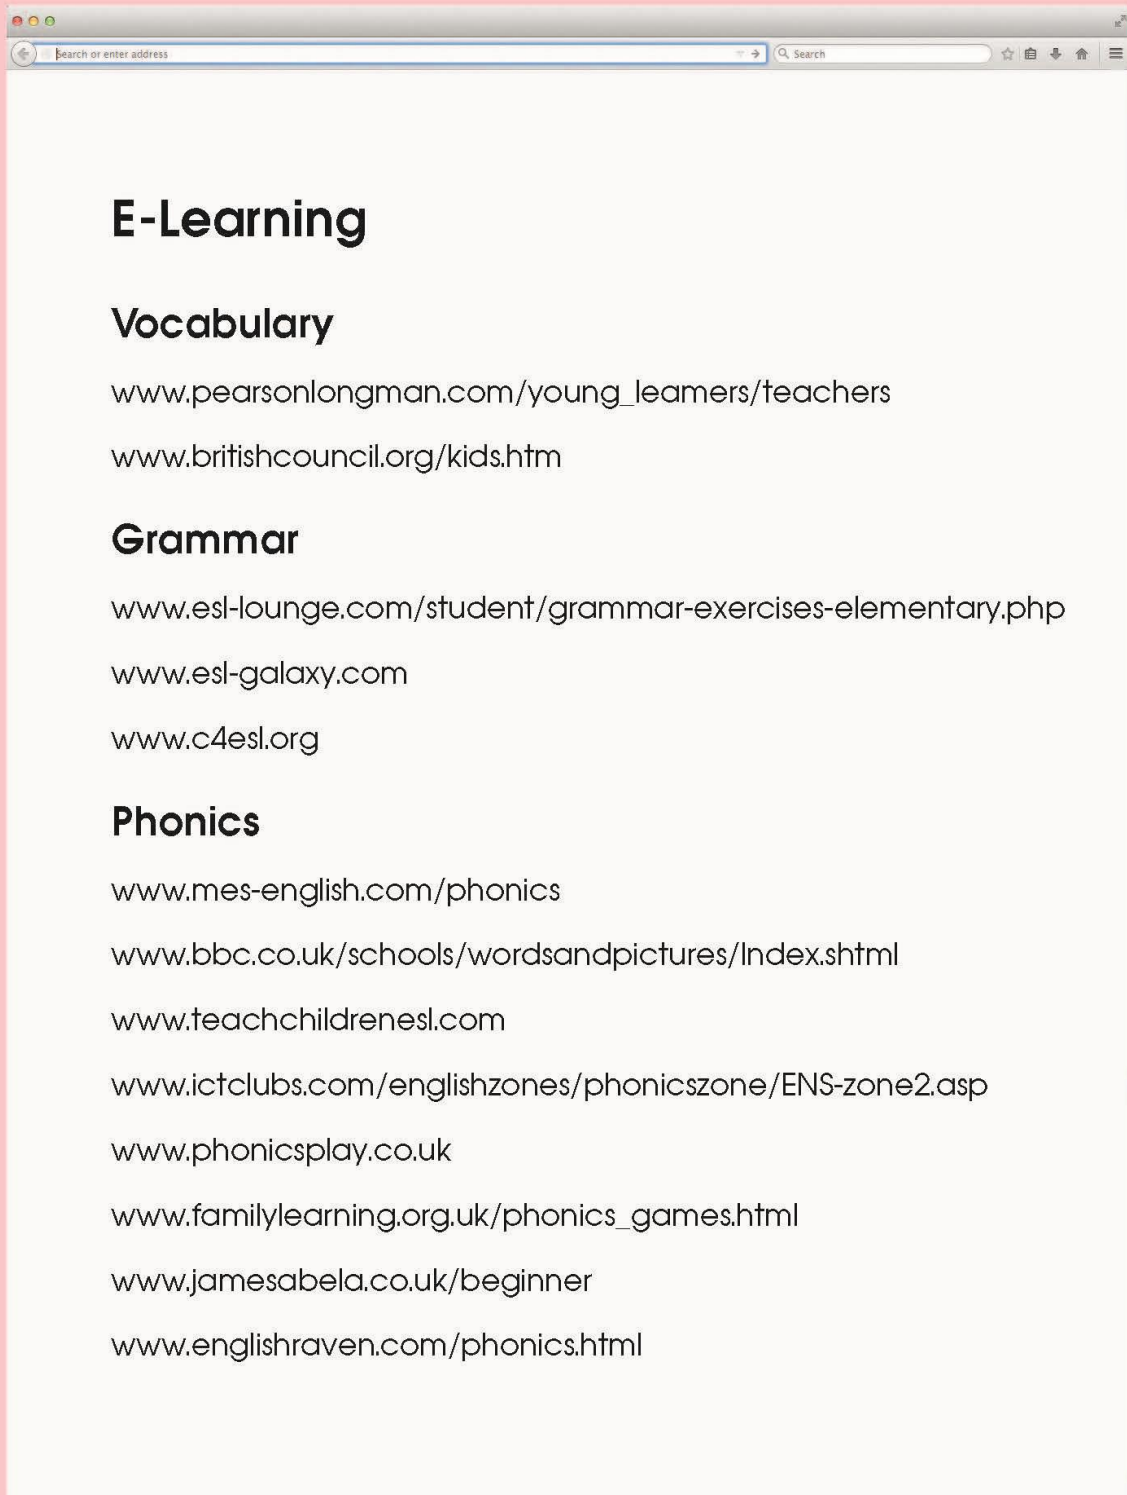 Search or enter address
Search
E-Learning
Vocabulary
www.pearsonlongman.com/young_leamers/teachers
www.britishcouncil.org/kids.htm
Grammar
www.esl-lounge.com/student/grammar-exercises-elementary.php
www.esl-galaxy.com
www.c4esl.org
Phonics
www.mes-english.com/phonics
www.bbc.co.uk/schools/wordsandpictures/Index.shtml
www.teachchildrenesl.com
www.ictclubs.com/englishzones/phonicszone/ENS-zone2.asp
www.phonicsplay.co.uk
www.familylearning.org.uk/phonics_games.html
www.jamesabela.co.uk/beginner
www.englishraven.com/phonics.html